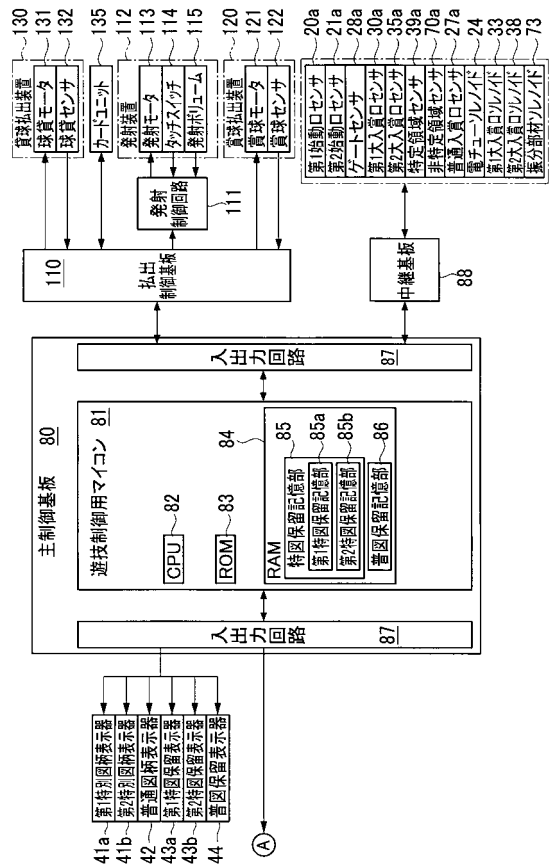 130
貸球払出装置
131
球貸モータ
132
球貸センサ
135
カードユニット
112
発射装置
113
発射モータ
114
タッチスイッチ
115
発射ボリューム
120
賞球払出装置
121
賞球モータ
122
賞球センサ
発射
制御回路
111
110
払出
制御基板
20a
第1始動口センサ
21a
第2始動口センサ
28a
ゲートセンサ
30a
第1大入賞口センサ
35a
第2大入賞口センサ
39a
特定領域センサ
70a
非特定領域センサ
27a
普通入賞口センサ
24
電チューソレノイド
33
第1大入賞口ソレノイド
38
第2大入賞口ソレノイド
73
振分部材ソレノイド
中継基板
88
主制御基板 80
入出力回路 87
遊技制御用マイコン 81
CPU
82
ROM
83
84
RAM
85
特図保留記憶部
85a
第1特図保留記憶部
85b
第2特図保留記憶部
86
普図保留記憶部
入出力回路 87
第1特別図柄表示器
41a
第2特別図柄表示器
41b
普通図柄表示器
42
第1特図保留表示器
43a
第2特図保留表示器
43b
普図保留表示器
44
A